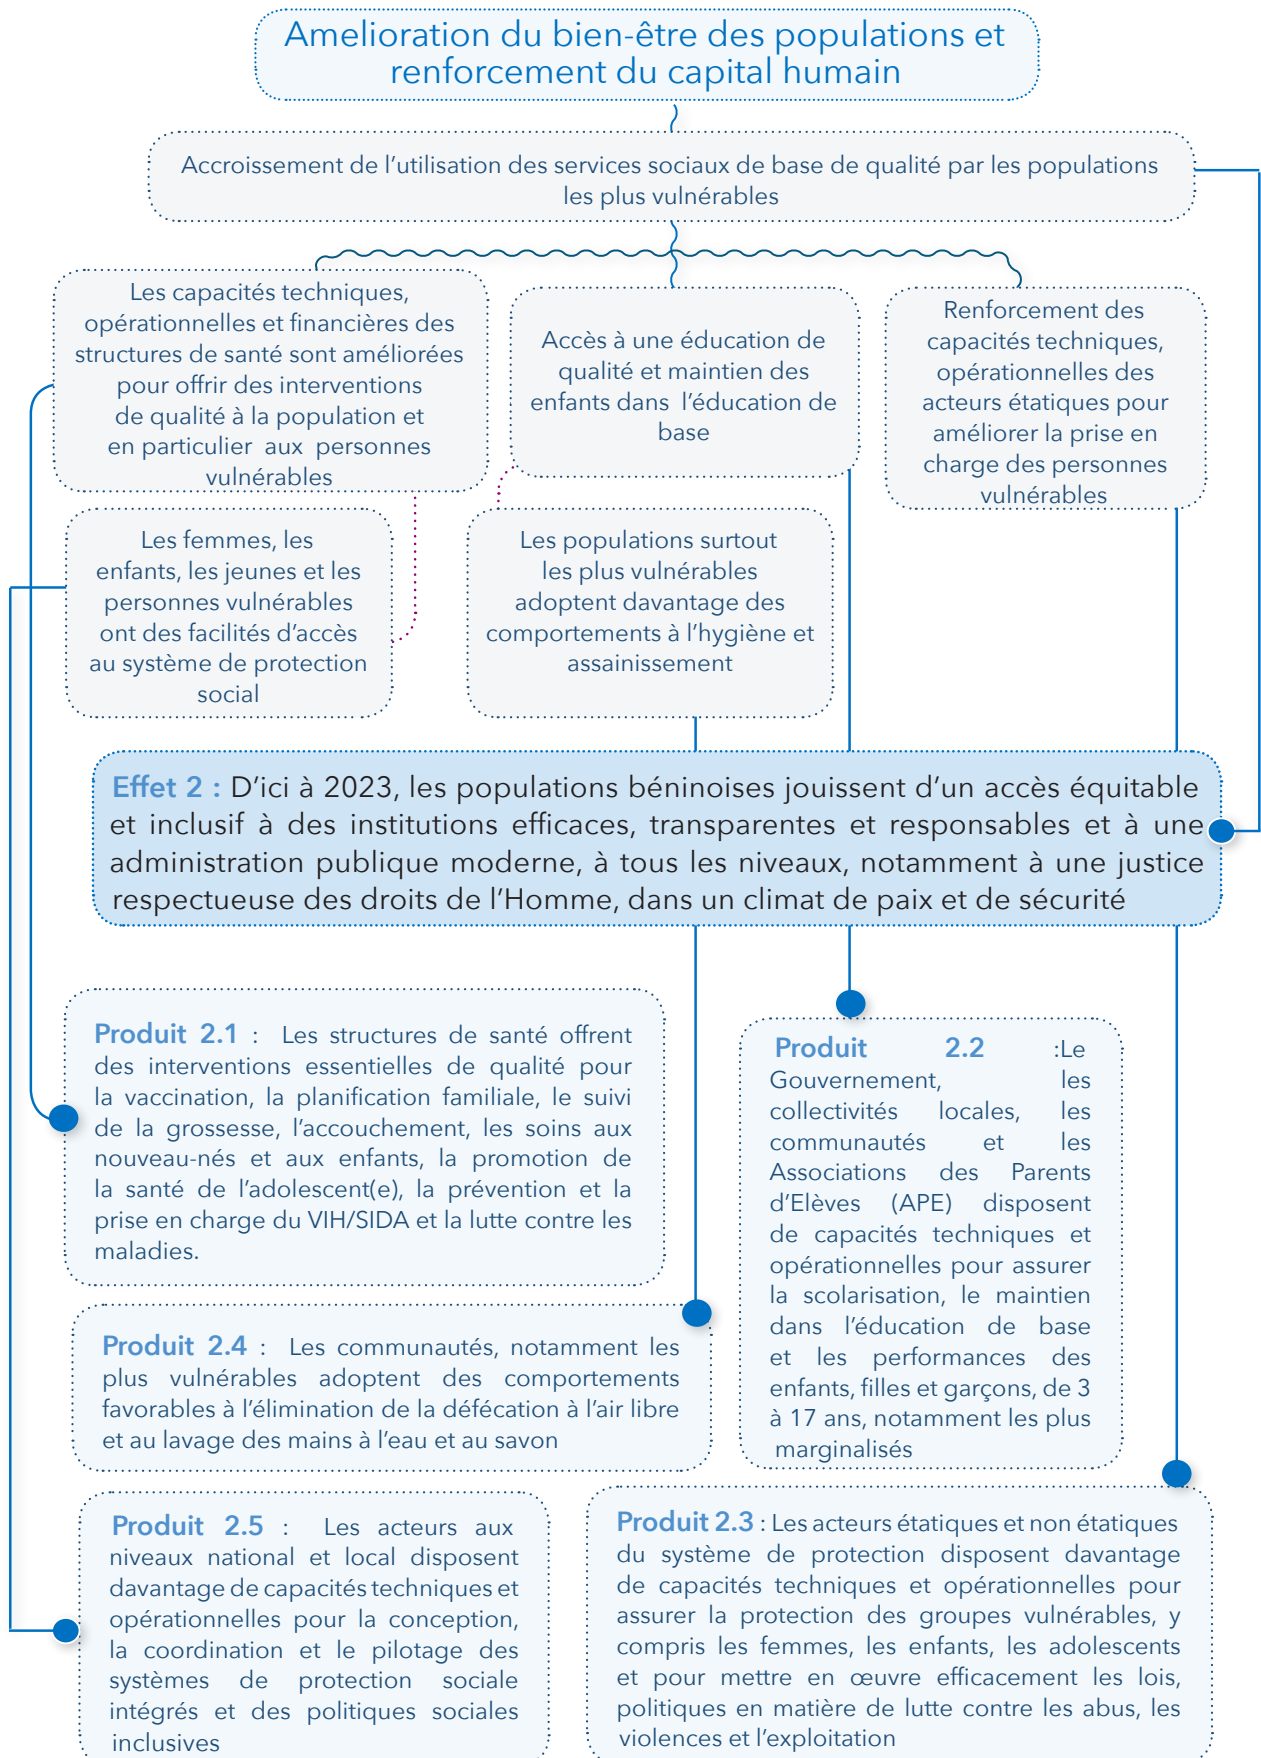 Amelioration du bien-être des populations et
renforcement du capital humain
Accroissement de l'utilisation des services sociaux de base de qualité par les populations
les plus vulnérables
Les capacités techniques,
opérationnelles et financières des
structures de santé sont améliorées
pour offrir des interventions
de qualité à la population et
en particulier aux personnes
vulnérables
Accès à une éducation de
qualité et maintien des
enfants dans l'éducation de
base
Renforcement des
capacités techniques,
opérationnelles des
acteurs étatiques pour
améliorer la prise en
charge des personnes
vulnérables
Les femmes, les
enfants, les jeunes et les
personnes vulnérables
ont des facilités d'accès
au système de protection
social
Les populations surtout
les plus vulnérables
adoptent davantage des
comportements à l'hygiène et
assainissement
Effet 2 : D'ici à 2023, les populations béninoises jouissent d'un accès équitable
et inclusif à des institutions efficaces, transparentes et responsables et à une
administration publique moderne, à tous les niveaux, notamment à une justice
respectueuse des droits de l'Homme, dans un climat de paix et de sécurité
Produit 2.1 : Les structures de santé offrent
des interventions essentielles de qualité pour
la vaccination, la planification familiale, le suivi
de la grossesse, l'accouchement, les soins aux
nouveau-nés et aux enfants, la promotion de
la santé de l'adolescent(e), la prévention et la
prise en charge du VIH/SIDA et la lutte contre les
maladies.
Produit 2.2 :Le
Gouvernement, les
collectivités locales, les
communautés et les
Associations des Parents
d'Elèves (APE) disposent
de capacités techniques et
opérationnelles pour assurer
la scolarisation, le maintien
dans l'éducation de base
et les performances des
enfants, filles et garçons, de 3
à 17 ans, notamment les plus
marginalisés
Produit 2.4 : Les communautés, notamment les
plus vulnérables adoptent des comportements
favorables à l'élimination de la défécation à l'air libre
et au lavage des mains à l'eau et au savon
Produit 2.5 : Les acteurs aux
niveaux national et local disposent
davantage de capacités techniques et
opérationnelles pour la conception,
la coordination et le pilotage des
systèmes de protection sociale
intégrés et des politiques sociales
inclusives
Produit 2.3 : Les acteurs étatiques et non étatiques
du système de protection disposent davantage
de capacités techniques et opérationnelles pour
assurer la protection des groupes vulnérables, y
compris les femmes, les enfants, les adolescents
et pour mettre en œuvre efficacement les lois,
politiques en matière de lutte contre les abus, les
violences et l'exploitation